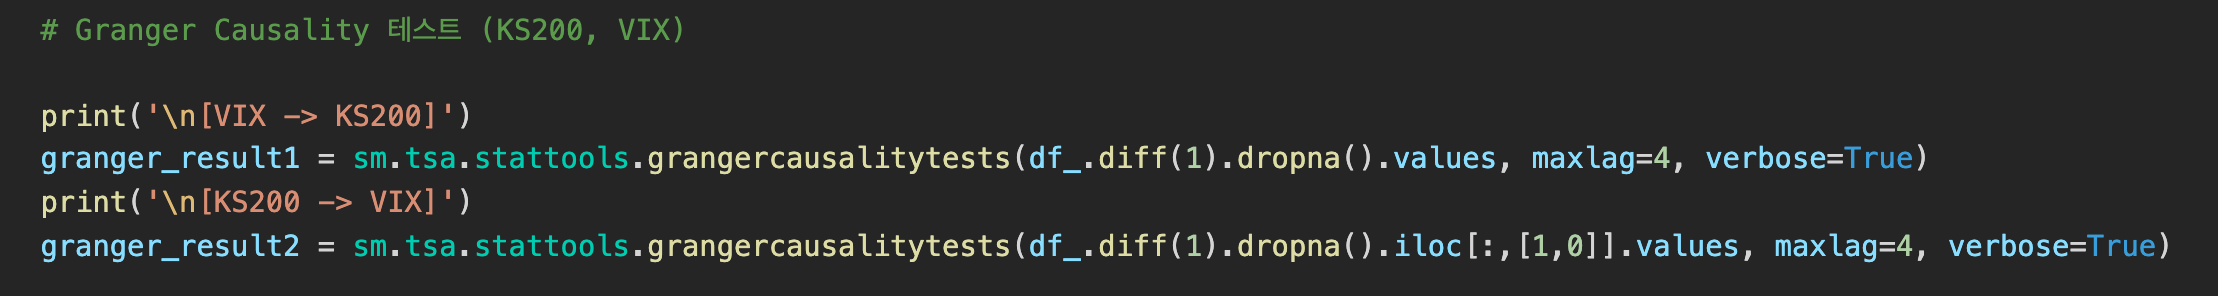 # Granger Causality 테스트 (KS200, VIX)
print('\n[VIX -> KS200]')
granger_result1 = sm.tsa.stattools.grangercausalitytests(df_.diff(1).dropna().values, maxlag=4, verbose=True)
print('\n[KS200 -> VIX]')
granger_result2 = sm.tsa.stattools.grangercausalitytests(df_.diff(1).dropna().iloc[:,[1,0]].values, maxlag=4, verbose=True)